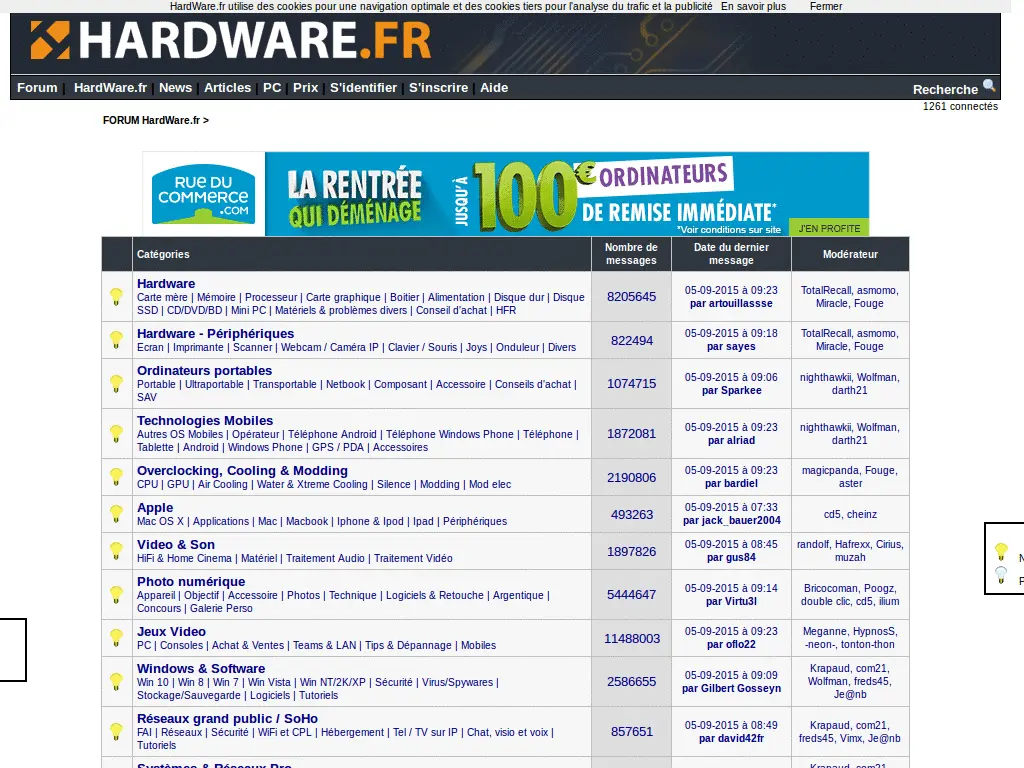 HardWare.fr utilise des cookies pour une navigation optimale et des cookies tiers pour l'analyse du trafic et la publicité En savoir plus Fermer
HARDWARE.FR
Forum | HardWare.fr | News | Articles | PC | Prix | S'identifier | S'inscrire | Aide
Recherche
1261 connectés
FORUM HardWare.fr >
RUE DU
COMMERCE
.COM
LA RENTRÉE
QUI DÉMÉNAGE
JUSQU'À
100€
ORDINATEURS
DE REMISE IMMÉDIATE*
*Voir conditions sur site
J'EN PROFITE
Catégories
Nombre de
messages
Date du dernier
message
Modérateur
Hardware
Carte mère | Mémoire | Processeur | Carte graphique | Boitier | Alimentation | Disque dur | Disque
SSD | CD/DVD/BD | Mini PC | Matériels & problèmes divers | Conseil d'achat | HFR
8205645
05-09-2015 à 09:23
par artouillassse
TotalRecall, asmomo,
Miracle, Fouge
Hardware - Périphériques
Ecran | Imprimante | Scanner | Webcam / Caméra IP | Clavier / Souris | Joys | Onduleur | Divers
822494
05-09-2015 à 09:18
par sayes
TotalRecall, asmomo,
Miracle, Fouge
Ordinateurs portables
Portable | Ultraportable | Transportable | Netbook | Composant | Accessoire | Conseils d'achat |
SAV
1074715
05-09-2015 à 09:06
par Sparkee
nighthawkii, Wolfman,
darth21
Technologies Mobiles
Autres OS Mobiles | Opérateur | Téléphone Android | Téléphone Windows Phone | Téléphone |
Tablette | Android | Windows Phone | GPS / PDA | Accessoires
1872081
05-09-2015 à 09:23
par alriad
nighthawkii, Wolfman,
darth21
Overclocking, Cooling & Modding
CPU | GPU | Air Cooling | Water & Xtreme Cooling | Silence | Modding | Mod elec
2190806
05-09-2015 à 09:23
par bardiel
magicpanda, Fouge,
aster
Apple
Mac OS X | Applications | Mac | Macbook | Iphone & Ipod | Ipad | Périphériques
493263
05-09-2015 à 07:33
par jack_bauer2004
cd5, cheinz
Video & Son
HiFi & Home Cinema | Matériel | Traitement Audio | Traitement Vidéo
1897826
05-09-2015 à 08:45
par gus84
randolf, Hafrexx, Cirius,
muzah
Photo numérique
Appareil | Objectif | Accessoire | Photos | Technique | Logiciels & Retouche | Argentique |
Concours | Galerie Perso
5444647
05-09-2015 à 09:14
par Virtu3l
Bricocoman, Poogz,
double clic, cd5, ilium
Jeux Video
PC | Consoles | Achat & Ventes | Teams & LAN | Tips & Dépannage | Mobiles
11488003
05-09-2015 à 09:23
par oflo22
Meganne, HypnosS,
-neon-, tonton-thon
Windows & Software
Win 10 | Win 8 | Win 7 | Win Vista | Win NT/2K/XP | Sécurité | Virus/Spywares |
Stockage/Sauvegarde | Logiciels | Tutoriels
2586655
05-09-2015 à 09:09
par Gilbert Gosseyn
Krapaud, com21,
Wolfman, freds45,
Je@nb
Réseaux grand public / SoHo
FAI | Réseaux | Sécurité | WiFi et CPL | Hébergement | Tel / TV sur IP | Chat, visio et voix |
Tutoriels
857651
05-09-2015 à 08:49
par david42fr
Krapaud, com21,
freds45, Vimx, Je@nb
Systèmes & Réseaux Pro
Krapaud, com21,
N
P